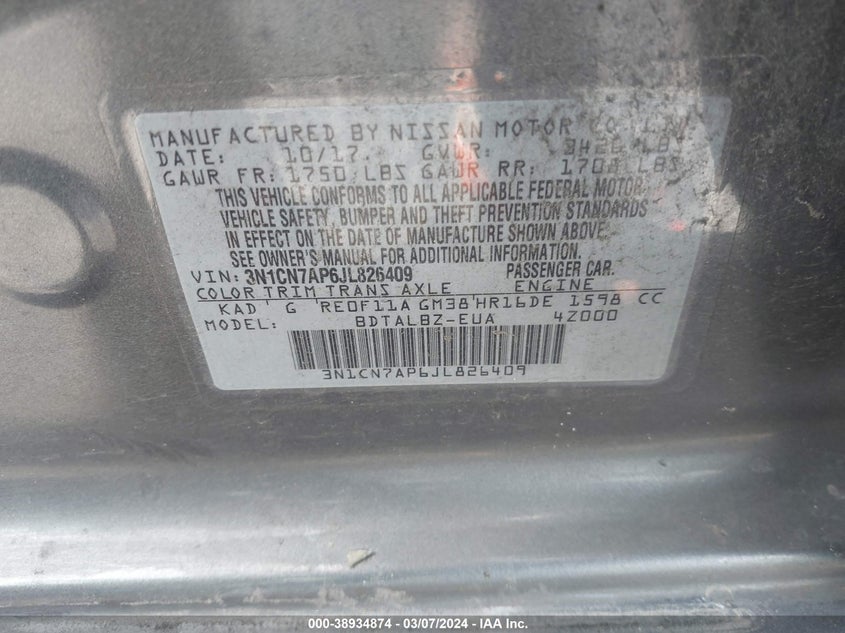 MANUFACTURED BY NISSAN MOTOR CO.
DATE: 10/17. GVWR: 3426 LB
GAWR FR: 1750 LBS GAWR RR: 1708 LBS
THIS VEHICLE CONFORMS TO ALL APPLICABLE FEDERAL MOTOR
VEHICLE SAFETY, BUMPER AND THEFT PREVENTION STANDARDS
IN EFFECT ON THE DATE OF MANUFACTURE SHOWN ABOVE.
SEE OWNER'S MANUAL FOR ADDITIONAL INFORMATION.
VIN: 3N1CN7AP6JL826409 PASSENGER CAR.
COLOR TRIM TRANS AXLE ENGINE
KAD G RE0F11A GM38 HR16DE 1598 CC
MODEL: BDTALBZ-EUA 4Z000
3N1CN7AP6JL826409
000-38934874 | 03/07/2024 - IAA Inc.